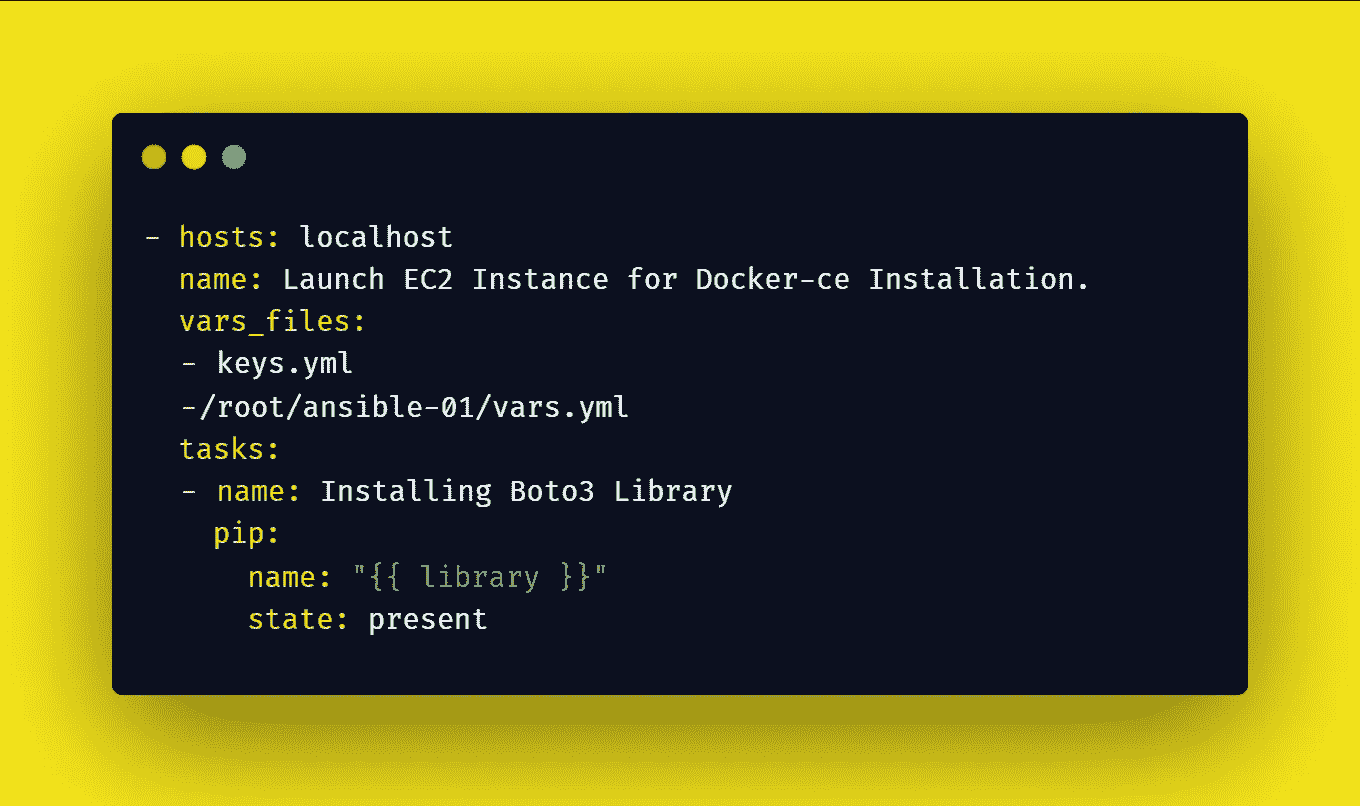 - hosts: localhost
  name: Launch EC2 Instance for Docker-ce Installation.
  vars_files:
  - keys.yml
  -/root/ansible-01/vars.yml
  tasks:
  - name: Installing Boto3 Library
    pip:
      name: "{{ library }}"
      state: present